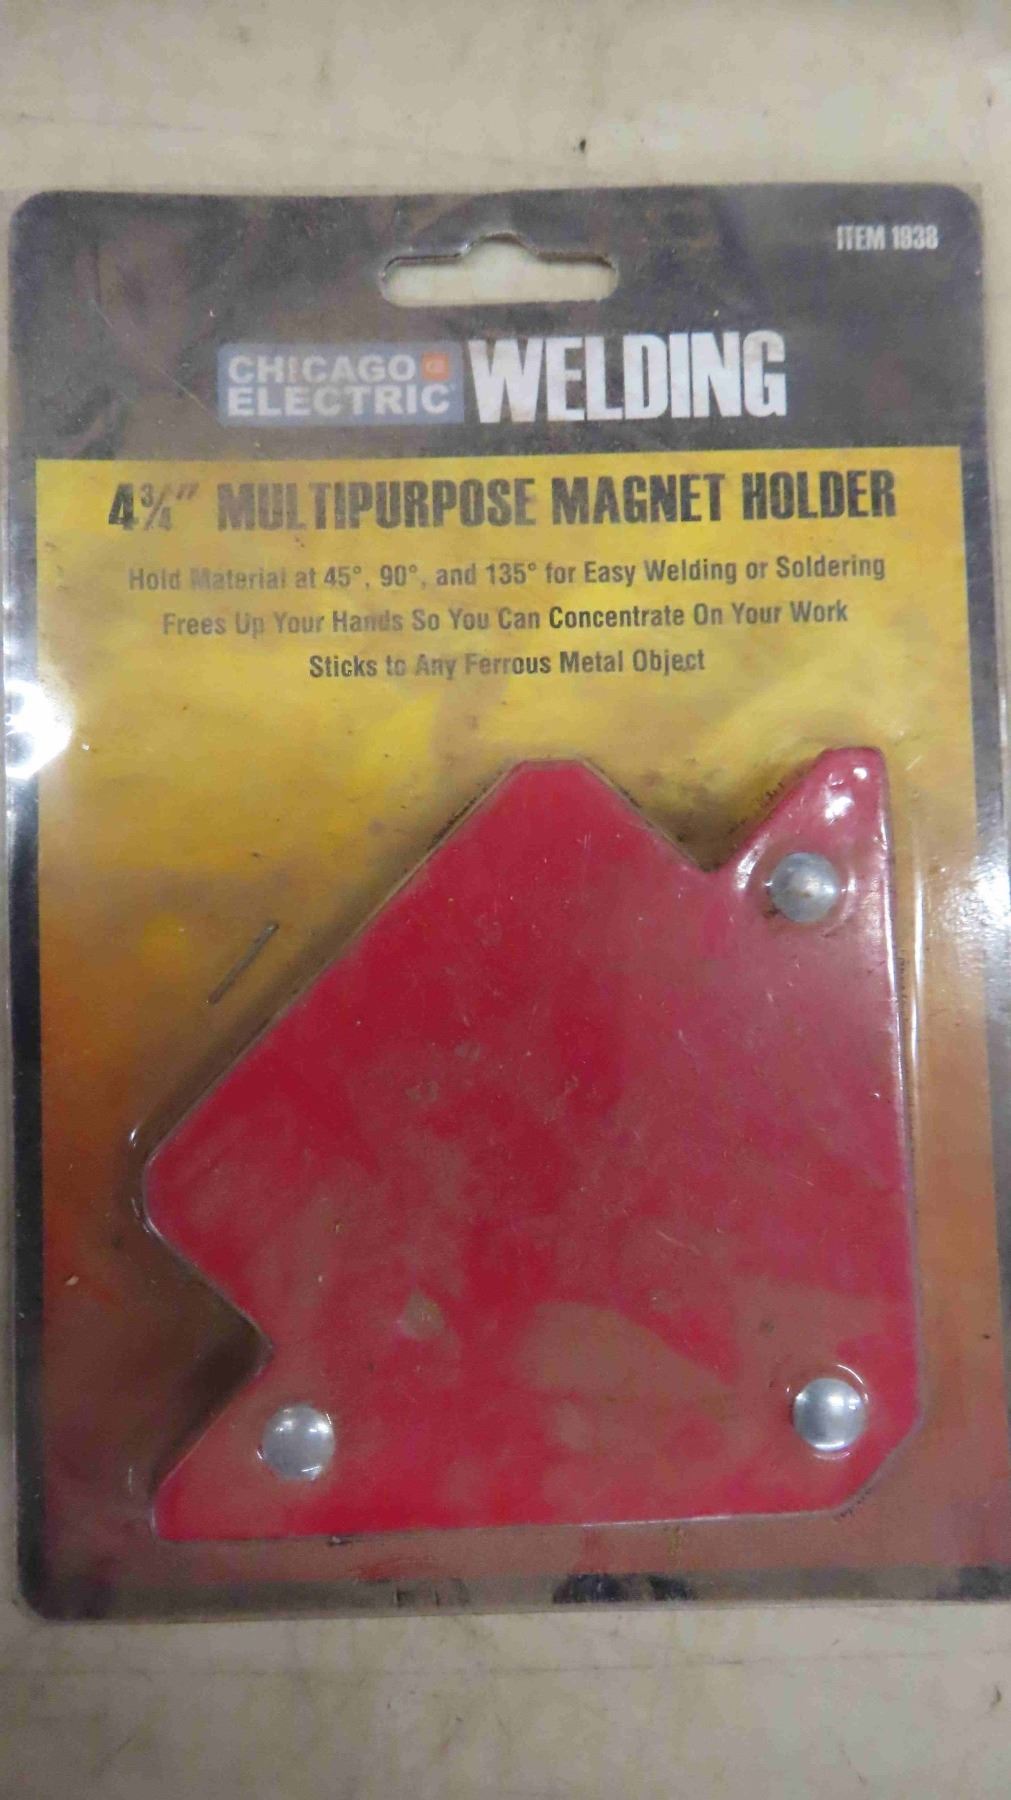 ITEM 1938
CHICAGO CE
ELECTRIC
WELDING
4¾" MULTIPURPOSE MAGNET HOLDER
Hold Material at 45°, 90°, and 135° for Easy Welding or Soldering
Frees Up Your Hands So You Can Concentrate On Your Work
Sticks to Any Ferrous Metal Object